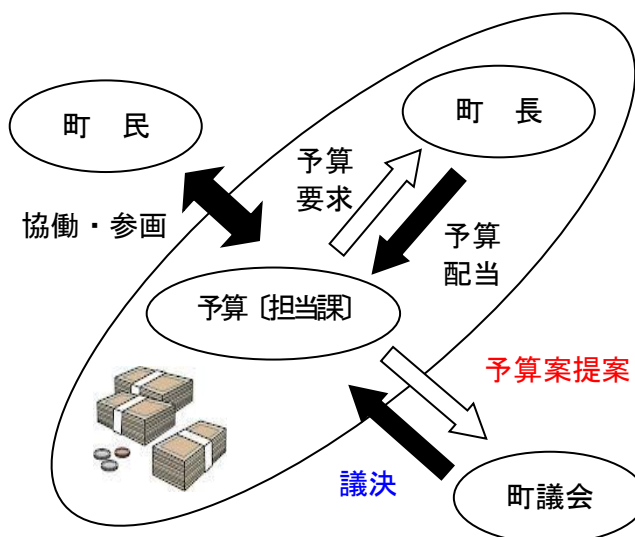 町　長
町　民
予算
要求
協働・参画
予算
配当
予算〔担当課〕
予算案提案
議決
町議会